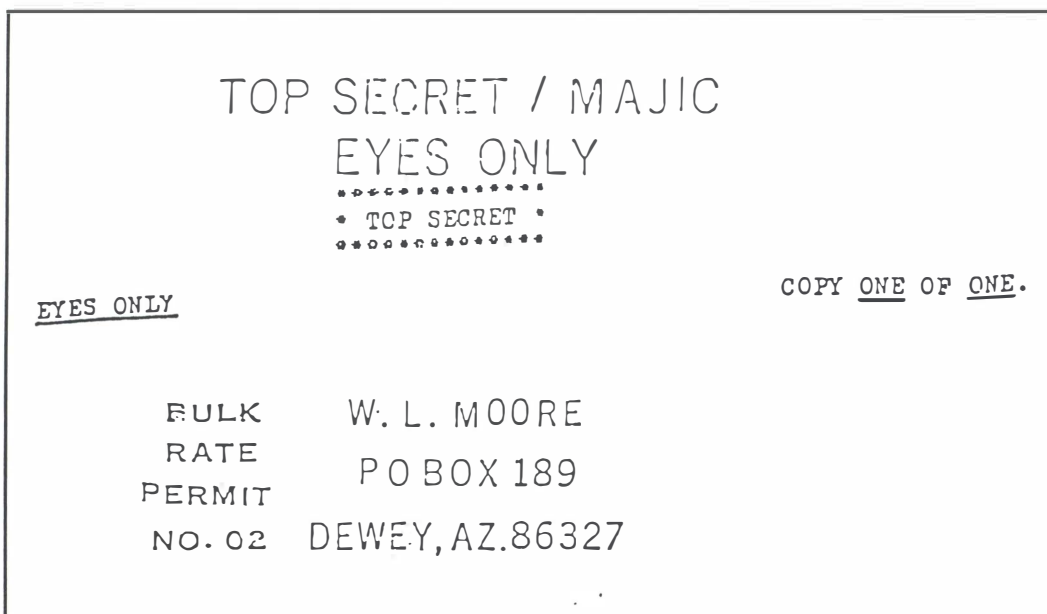 TOP SECRET / MAJIC
EYES ONLY
* TOP SECRET *
EYES ONLY
COPY ONE OF ONE.
BULK
RATE
PERMIT
NO. 02
W. L. MOORE
P O BOX 189
DEWEY, AZ. 86327